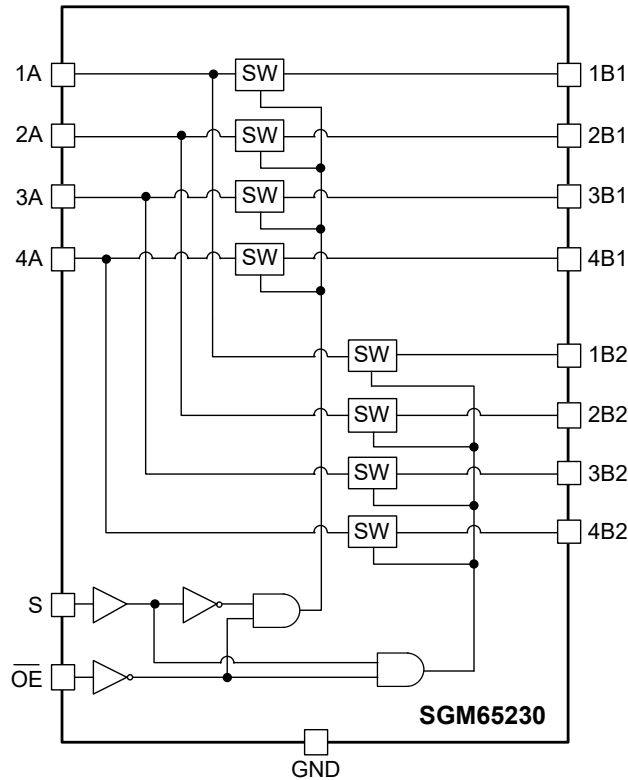 1A SW 1B1
2A SW 2B1
3A SW 3B1
4A SW 4B1
SW 1B2
SW 2B2
SW 3B2
SW 4B2
S
O̅E̅
SGM65230
GND